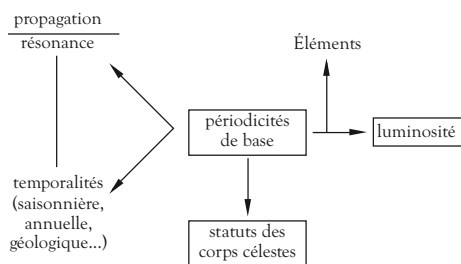 propagation
résonance
Éléments
périodicités
de base
luminosité
temporalités
(saisonnière,
annuelle,
géologique...)
statuts des
corps célestes